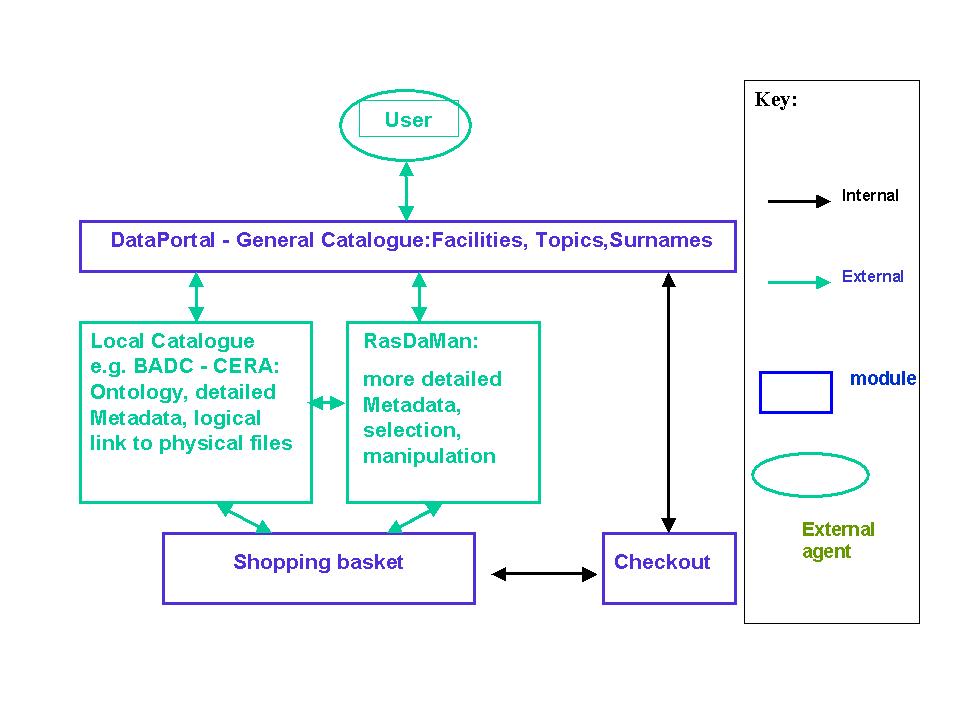 Key:
User
Internal
DataPortal - General Catalogue:Facilities, Topics,Surnames
External
Local Catalogue
e.g. BADC - CERA:
Ontology, detailed
Metadata, logical
link to physical files
RasDaMan:
more detailed
Metadata,
selection,
manipulation
module
External
agent
Shopping basket
Checkout